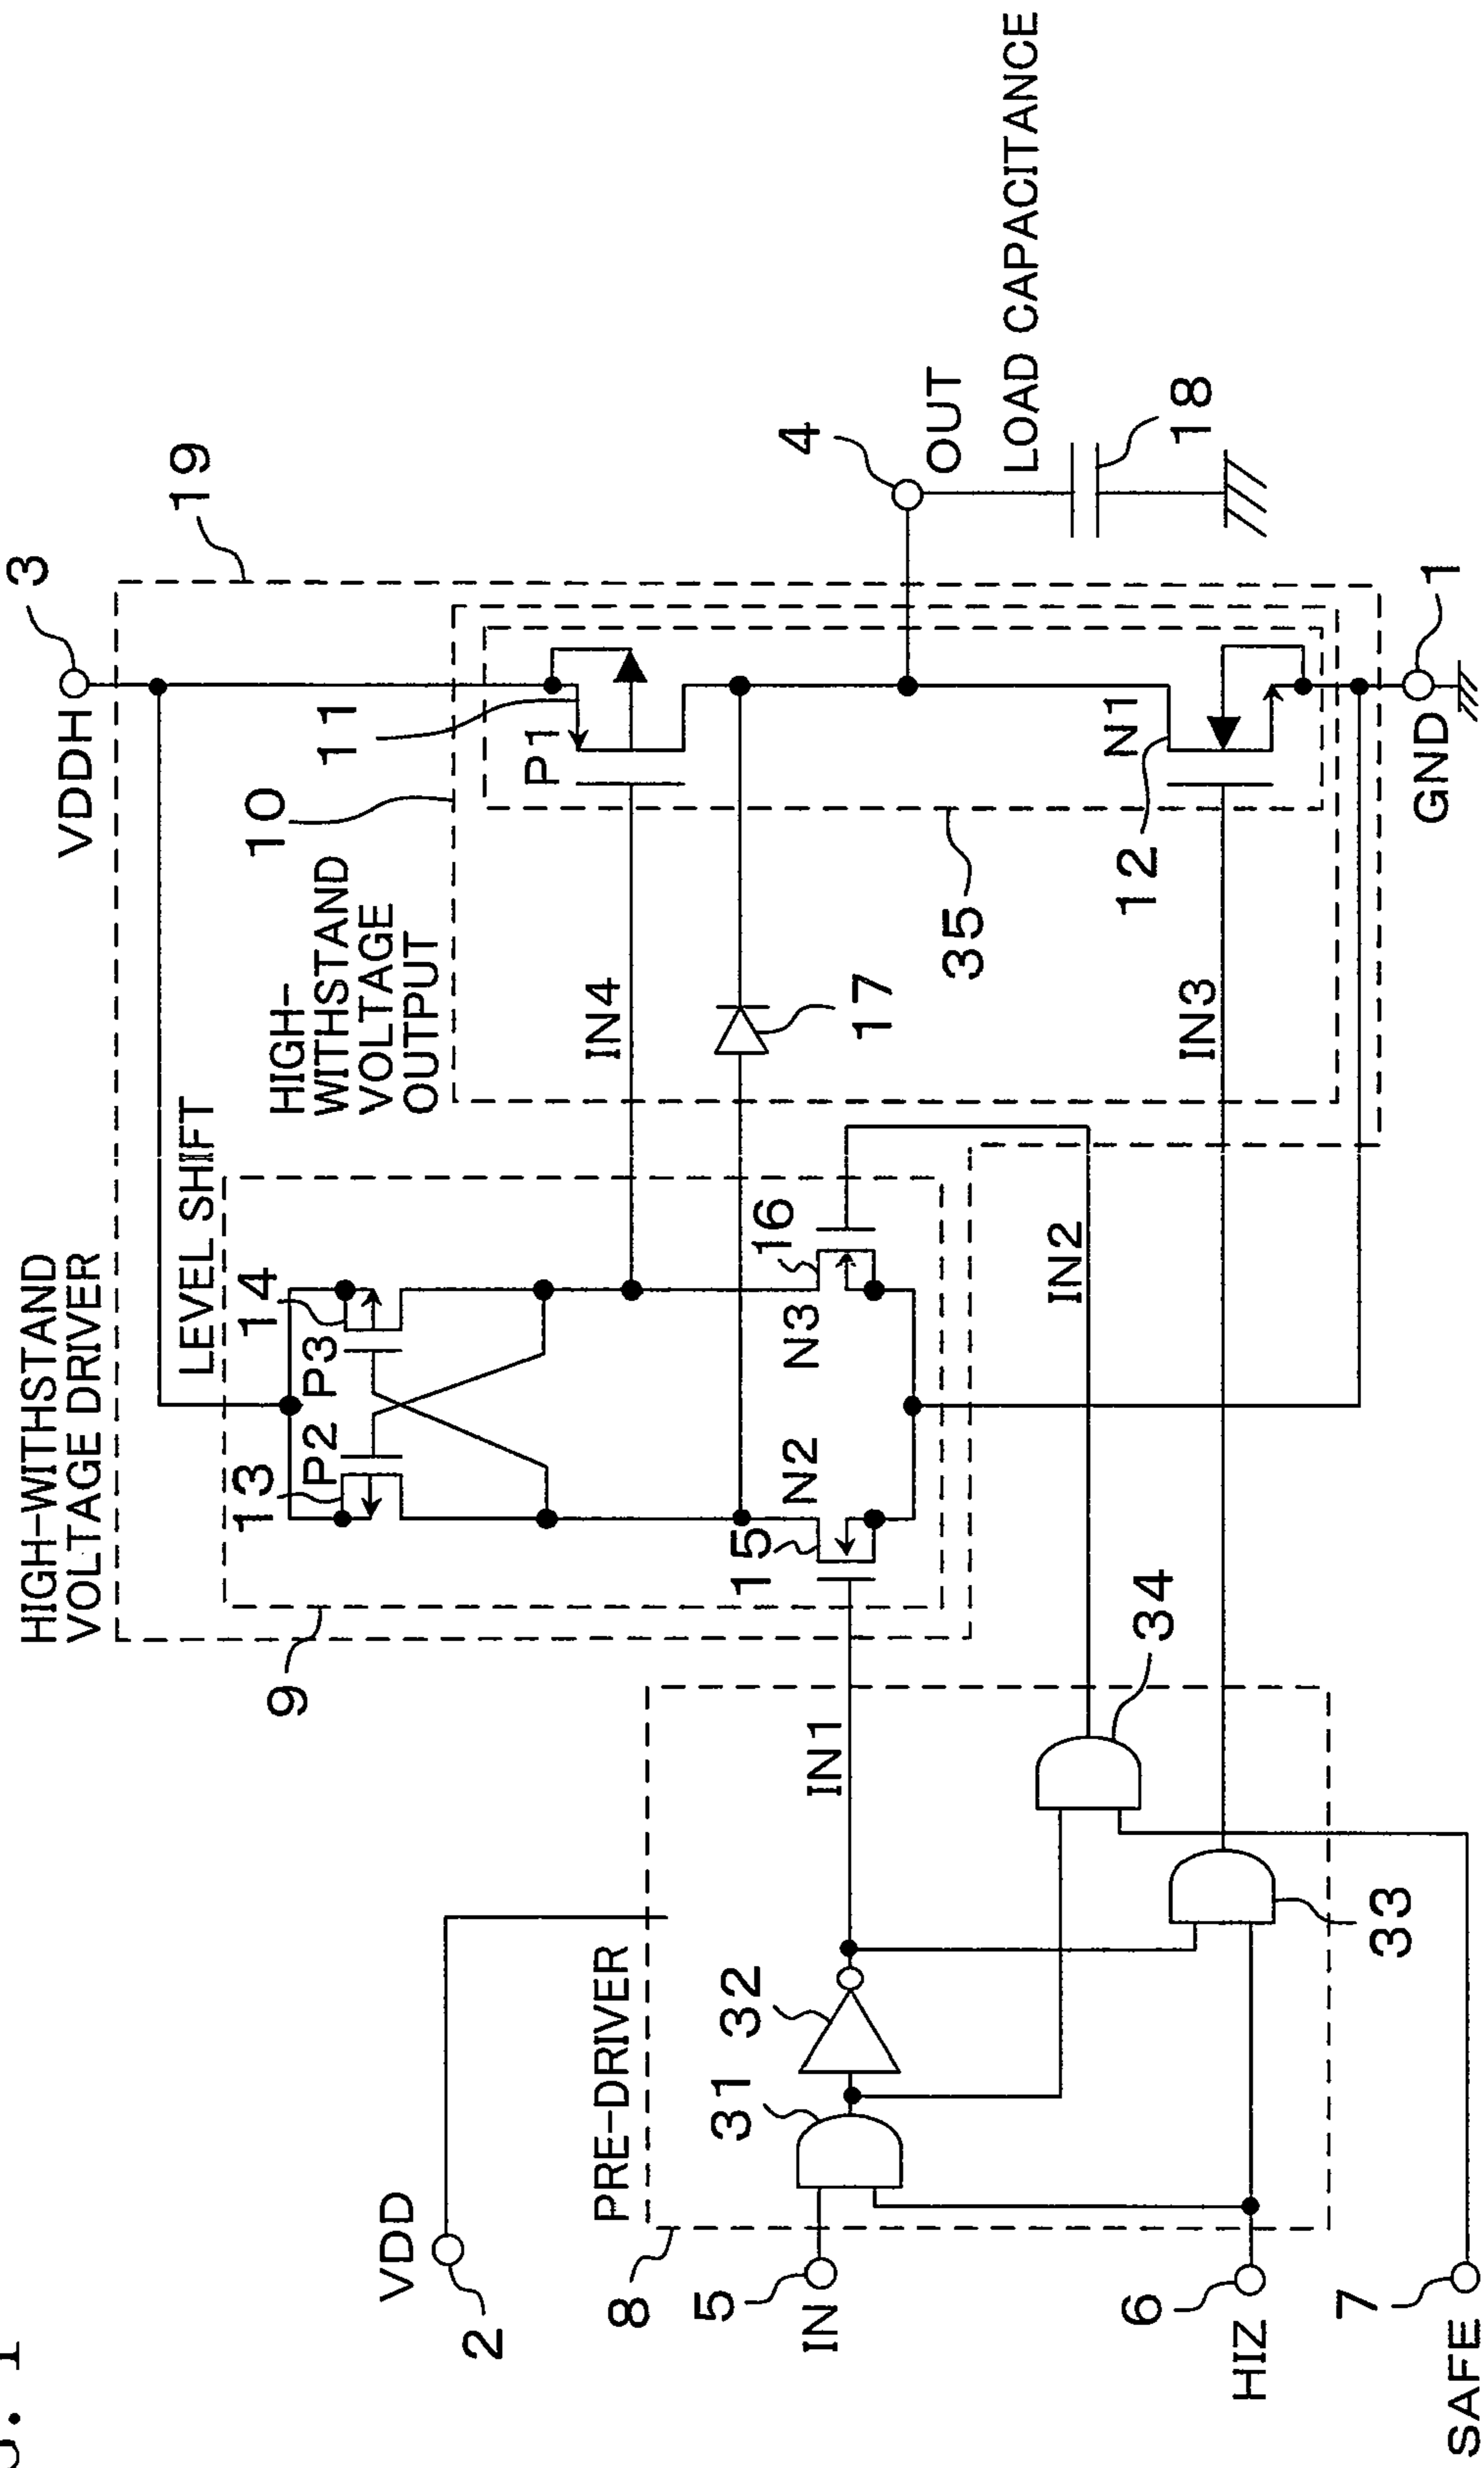 HIGH-WITHSTAND
VOLTAGE DRIVER
VDDH
3
19
LEVEL SHIFT
9
13
P2
P3
14
HIGH-
WITHSTAND
VOLTAGE
OUTPUT
10
11
P1
IN4
17
15
N2
N3
16
35
N1
12
IN3
4
OUT
LOAD CAPACITANCE
18
GND
1
VDD
2
PRE-DRIVER
8
5
IN
31
32
IN1
IN2
34
33
6
HIZ
7
SAFE